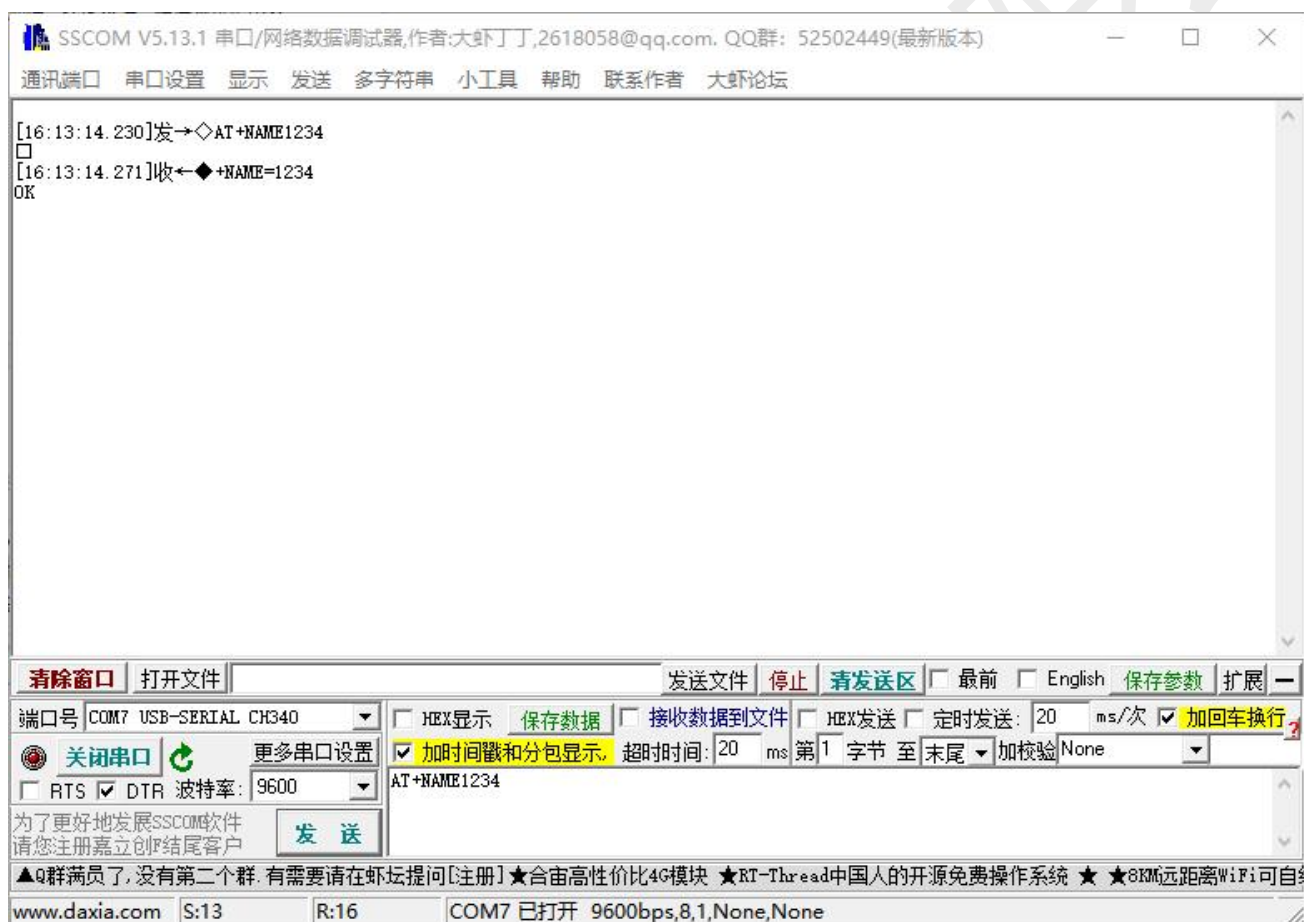 SSCOM V5.13.1 串口/网络数据调试器,作者:大虾丁丁,2618058@qq.com. QQ群: 52502449(最新版本)
通讯端口 串口设置 显示 发送 多字符串 小工具 帮助 联系作者 大虾论坛
[16:13:14.230]发→◇AT+NAME1234
□
[16:13:14.271]收←◆+NAME=1234
OK
清除窗口 打开文件 发送文件 停止 清发送区 最前 English 保存参数 扩展 —
端口号 COM7 USB-SERIAL CH340 HEX显示 保存数据 接收数据到文件 HEX发送 定时发送: 20 ms/次 加回车换行 ?
关闭串口 更多串口设置 加时间戳和分包显示, 超时时间: 20 ms 第 1 字节 至 末尾 加校验 None
RTS DTR 波特率: 9600 AT+NAME1234
为了更好地发展SSCOM软件
请您注册嘉立创F结尾客户
发 送
▲Q群满员了,没有第二个群.有需要请在虾坛提问[注册]★合宙高性价比4G模块 ★RT-Thread中国人的开源免费操作系统 ★ ★8KM远距离WiFi可自
www.daxia.com S:13 R:16 COM7 已打开 9600bps,8,1,None,None